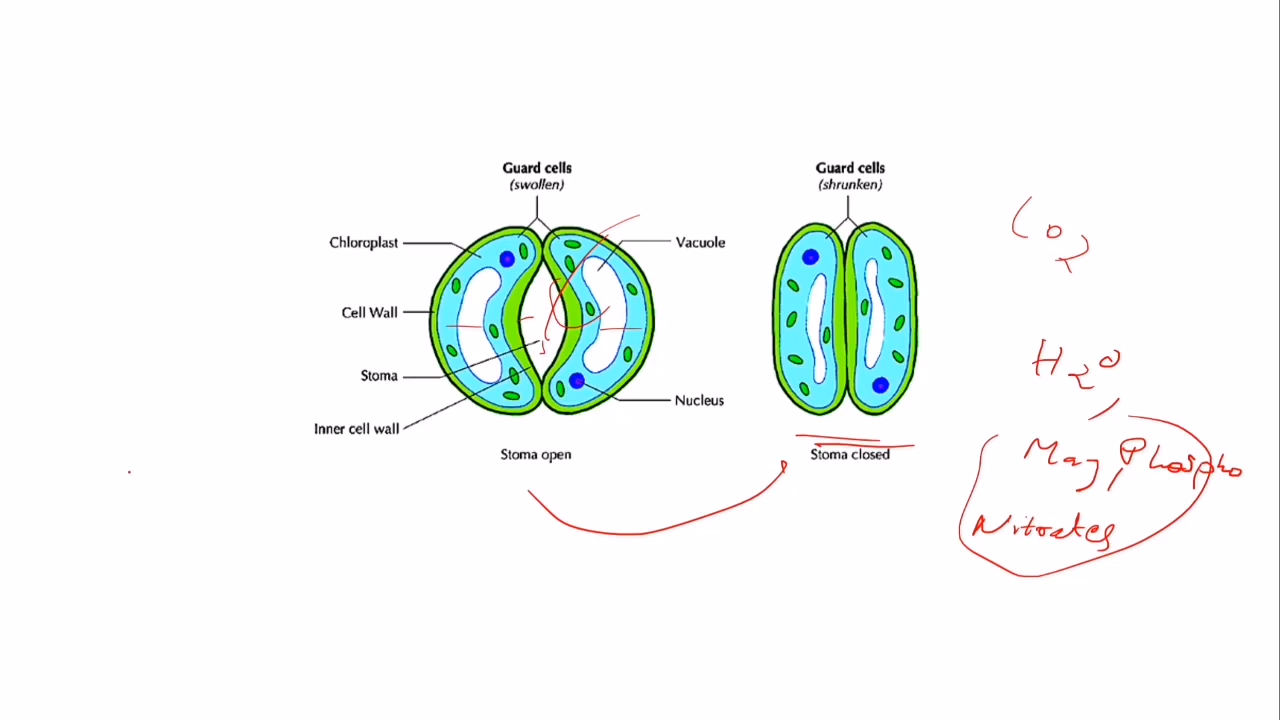 Guard cells
(swollen)
Guard cells
(shrunken)
Chloroplast
Vacuole
Cell Wall
Stoma
Nucleus
Inner cell wall
Stoma open
Stoma closed
CO2
H2O
Mag, Phospho
Nitrates